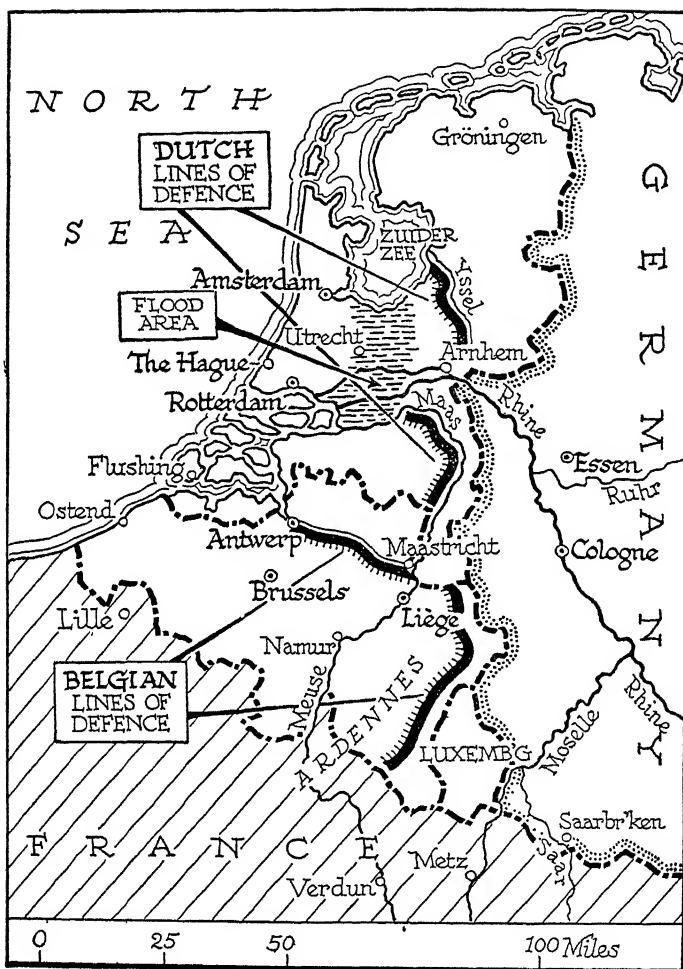 NORTH
SEA
GERMANY
Gröningen
DUTCH
LINES OF
DEFENCE
ZUIDER
ZEE
Yssel
Amsterdam
FLOOD
AREA
Utrecht
The Hague
Arnhem
Rotterdam
Maas
Rhine
Flushing
Essen
Ruhr
Ostend
Antwerp
Maastricht
Cologne
Brussels
Lille
Liège
Namur
BELGIAN
LINES OF
DEFENCE
Meuse
ARDENNES
LUXEMB'G
Moselle
Rhine
Saarbr'ken
Saar
FRANCE
Metz
Verdun
0 25 50 100 Miles